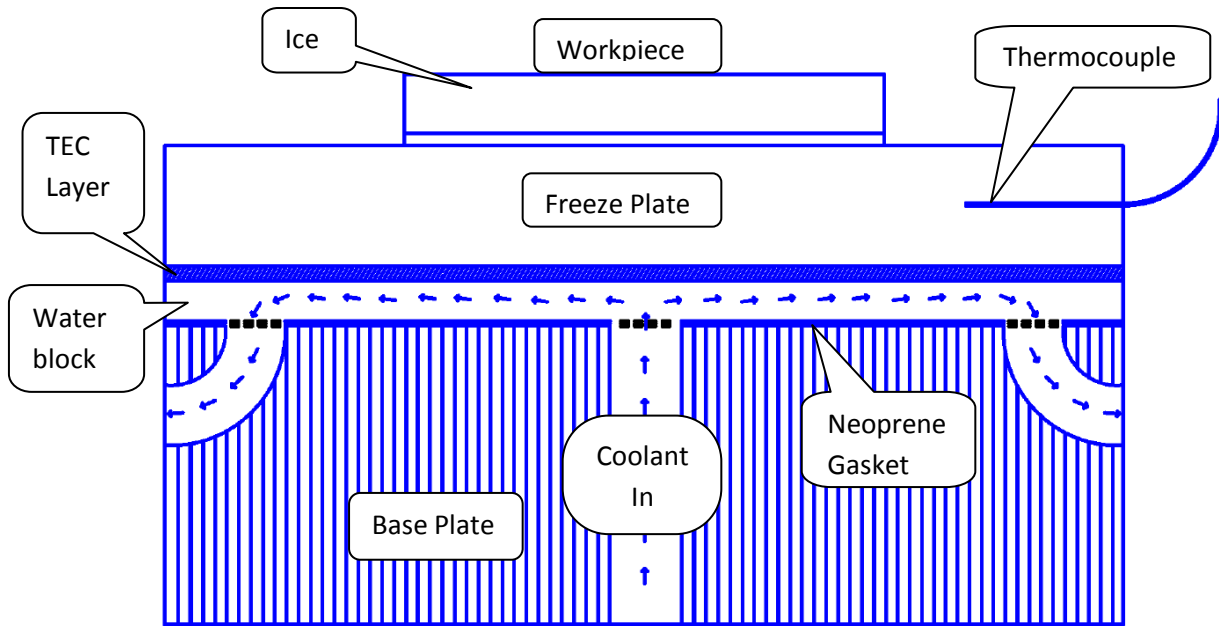 Ice
Workpiece
Thermocouple
TEC
Layer
Freeze Plate
Water
block
Neoprene
Gasket
Coolant
In
Base Plate